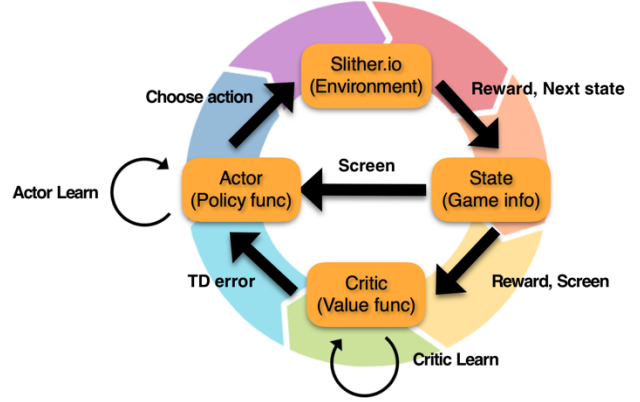 Slither.io
(Environment)
Choose action
Reward, Next state
Screen
Actor Learn
Actor
(Policy func)
State
(Game info)
TD error
Critic
(Value func)
Reward, Screen
Critic Learn